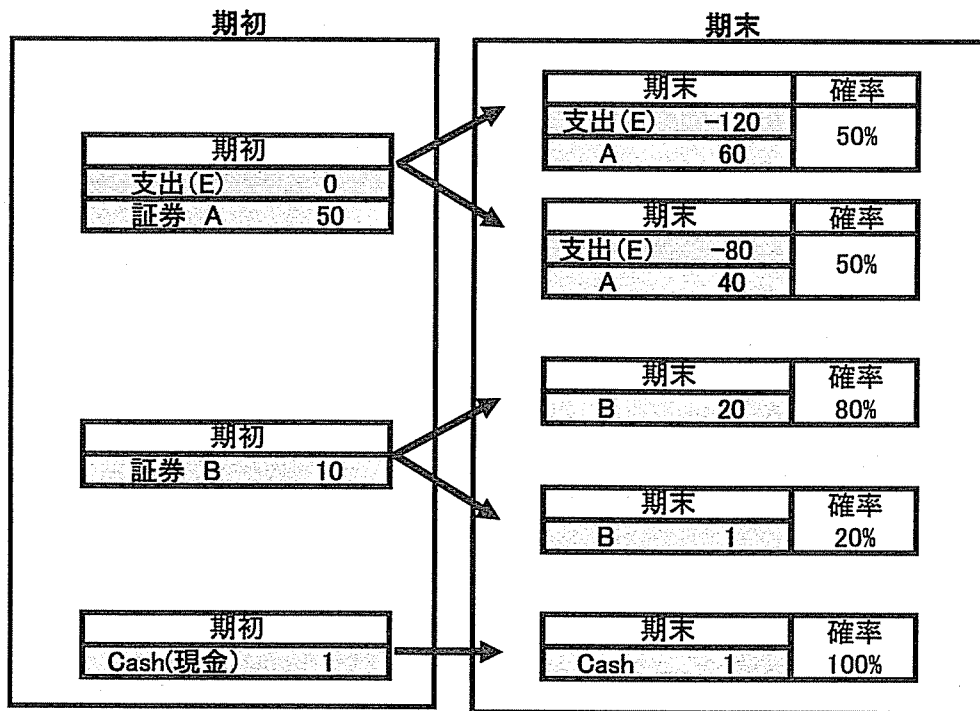 期初
期末
期初
支出(E) 0
証券 A 50
期末 確率
支出(E) -120 50%
A 60
期末 確率
支出(E) -80 50%
A 40
期初
証券 B 10
期末 確率
B 20 80%
期末 確率
B 1 20%
期初
Cash(現金) 1
期末 確率
Cash 1 100%